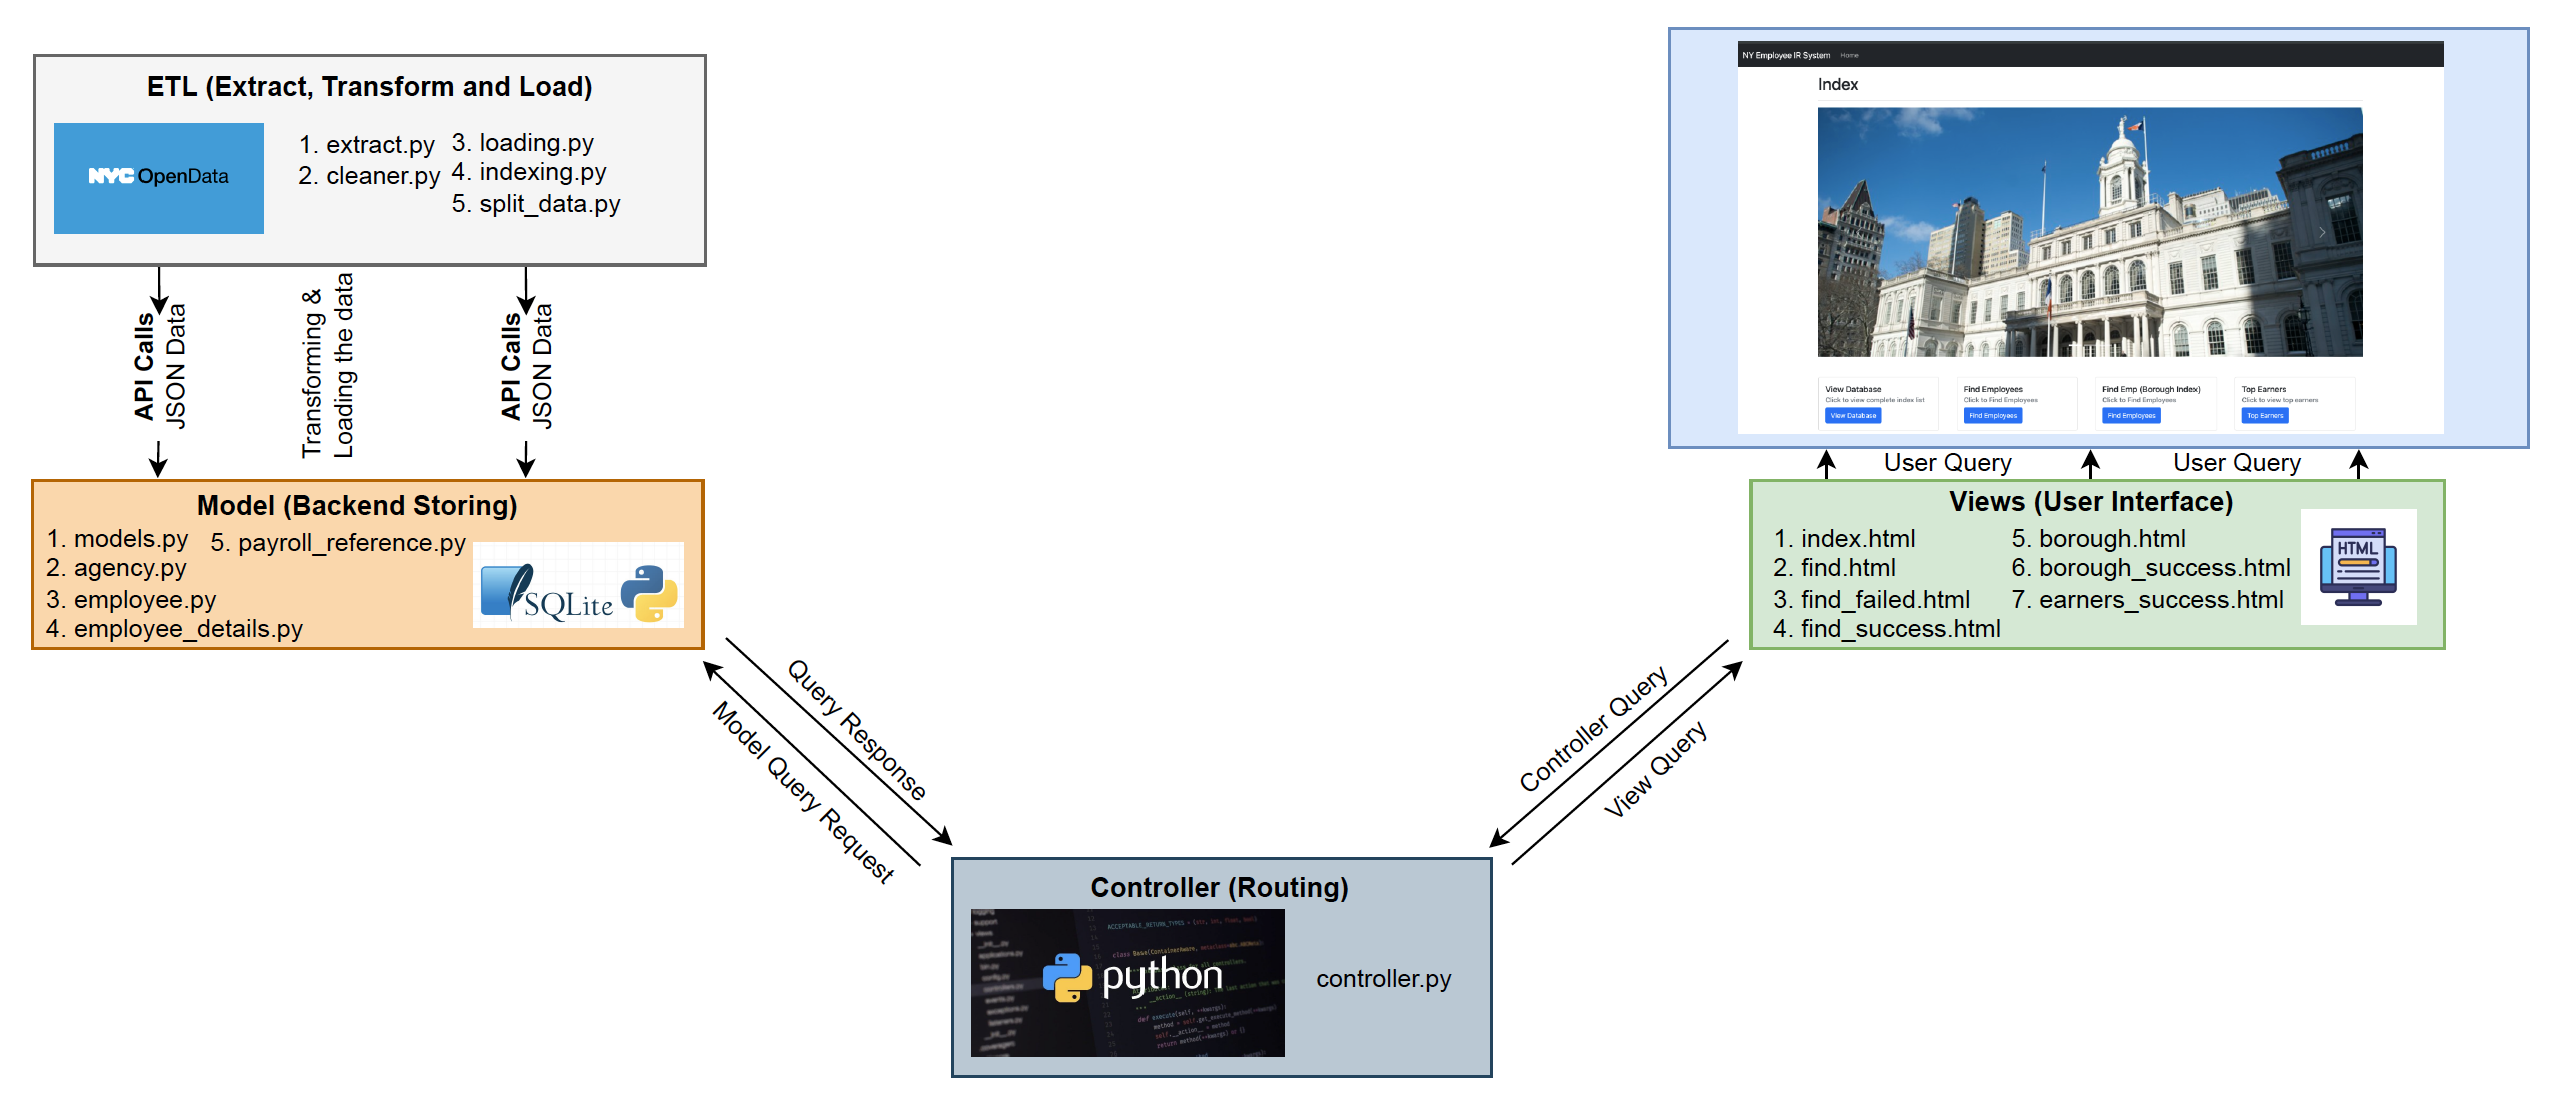 ETL (Extract, Transform and Load)
NYC OpenData
1. extract.py
2. cleaner.py
3. loading.py
4. indexing.py
5. split_data.py
API Calls
JSON Data
Transforming &
Loading the data
API Calls
JSON Data
Model (Backend Storing)
1. models.py
2. agency.py
3. employee.py
4. employee_details.py
5. payroll_reference.py
SQLite
Query Response
Model Query Request
Controller (Routing)
python
controller.py
Controller Query
View Query
NY Employee IR System Home
Index
View Database
Click to view complete index list
View Database
Find Employees
Click to Find Employees
Find Employees
Find Emp (Borough Index)
Click to Find Employees
Find Employees
Top Earners
Click to view top earners
Top Earners
User Query
User Query
Views (User Interface)
1. index.html
2. find.html
3. find_failed.html
4. find_success.html
5. borough.html
6. borough_success.html
7. earners_success.html
HTML